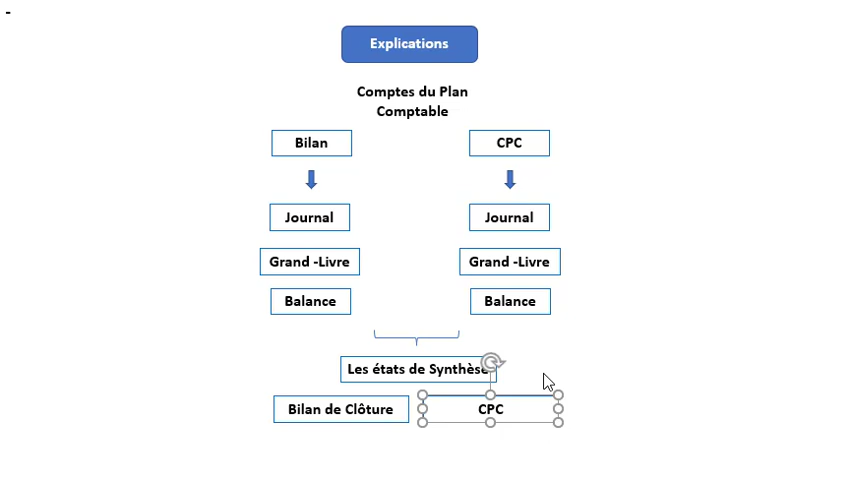 -
Explications
Comptes du Plan
Comptable
Bilan
CPC
Journal
Journal
Grand -Livre
Grand -Livre
Balance
Balance
Les états de Synthèse
Bilan de Clôture
CPC